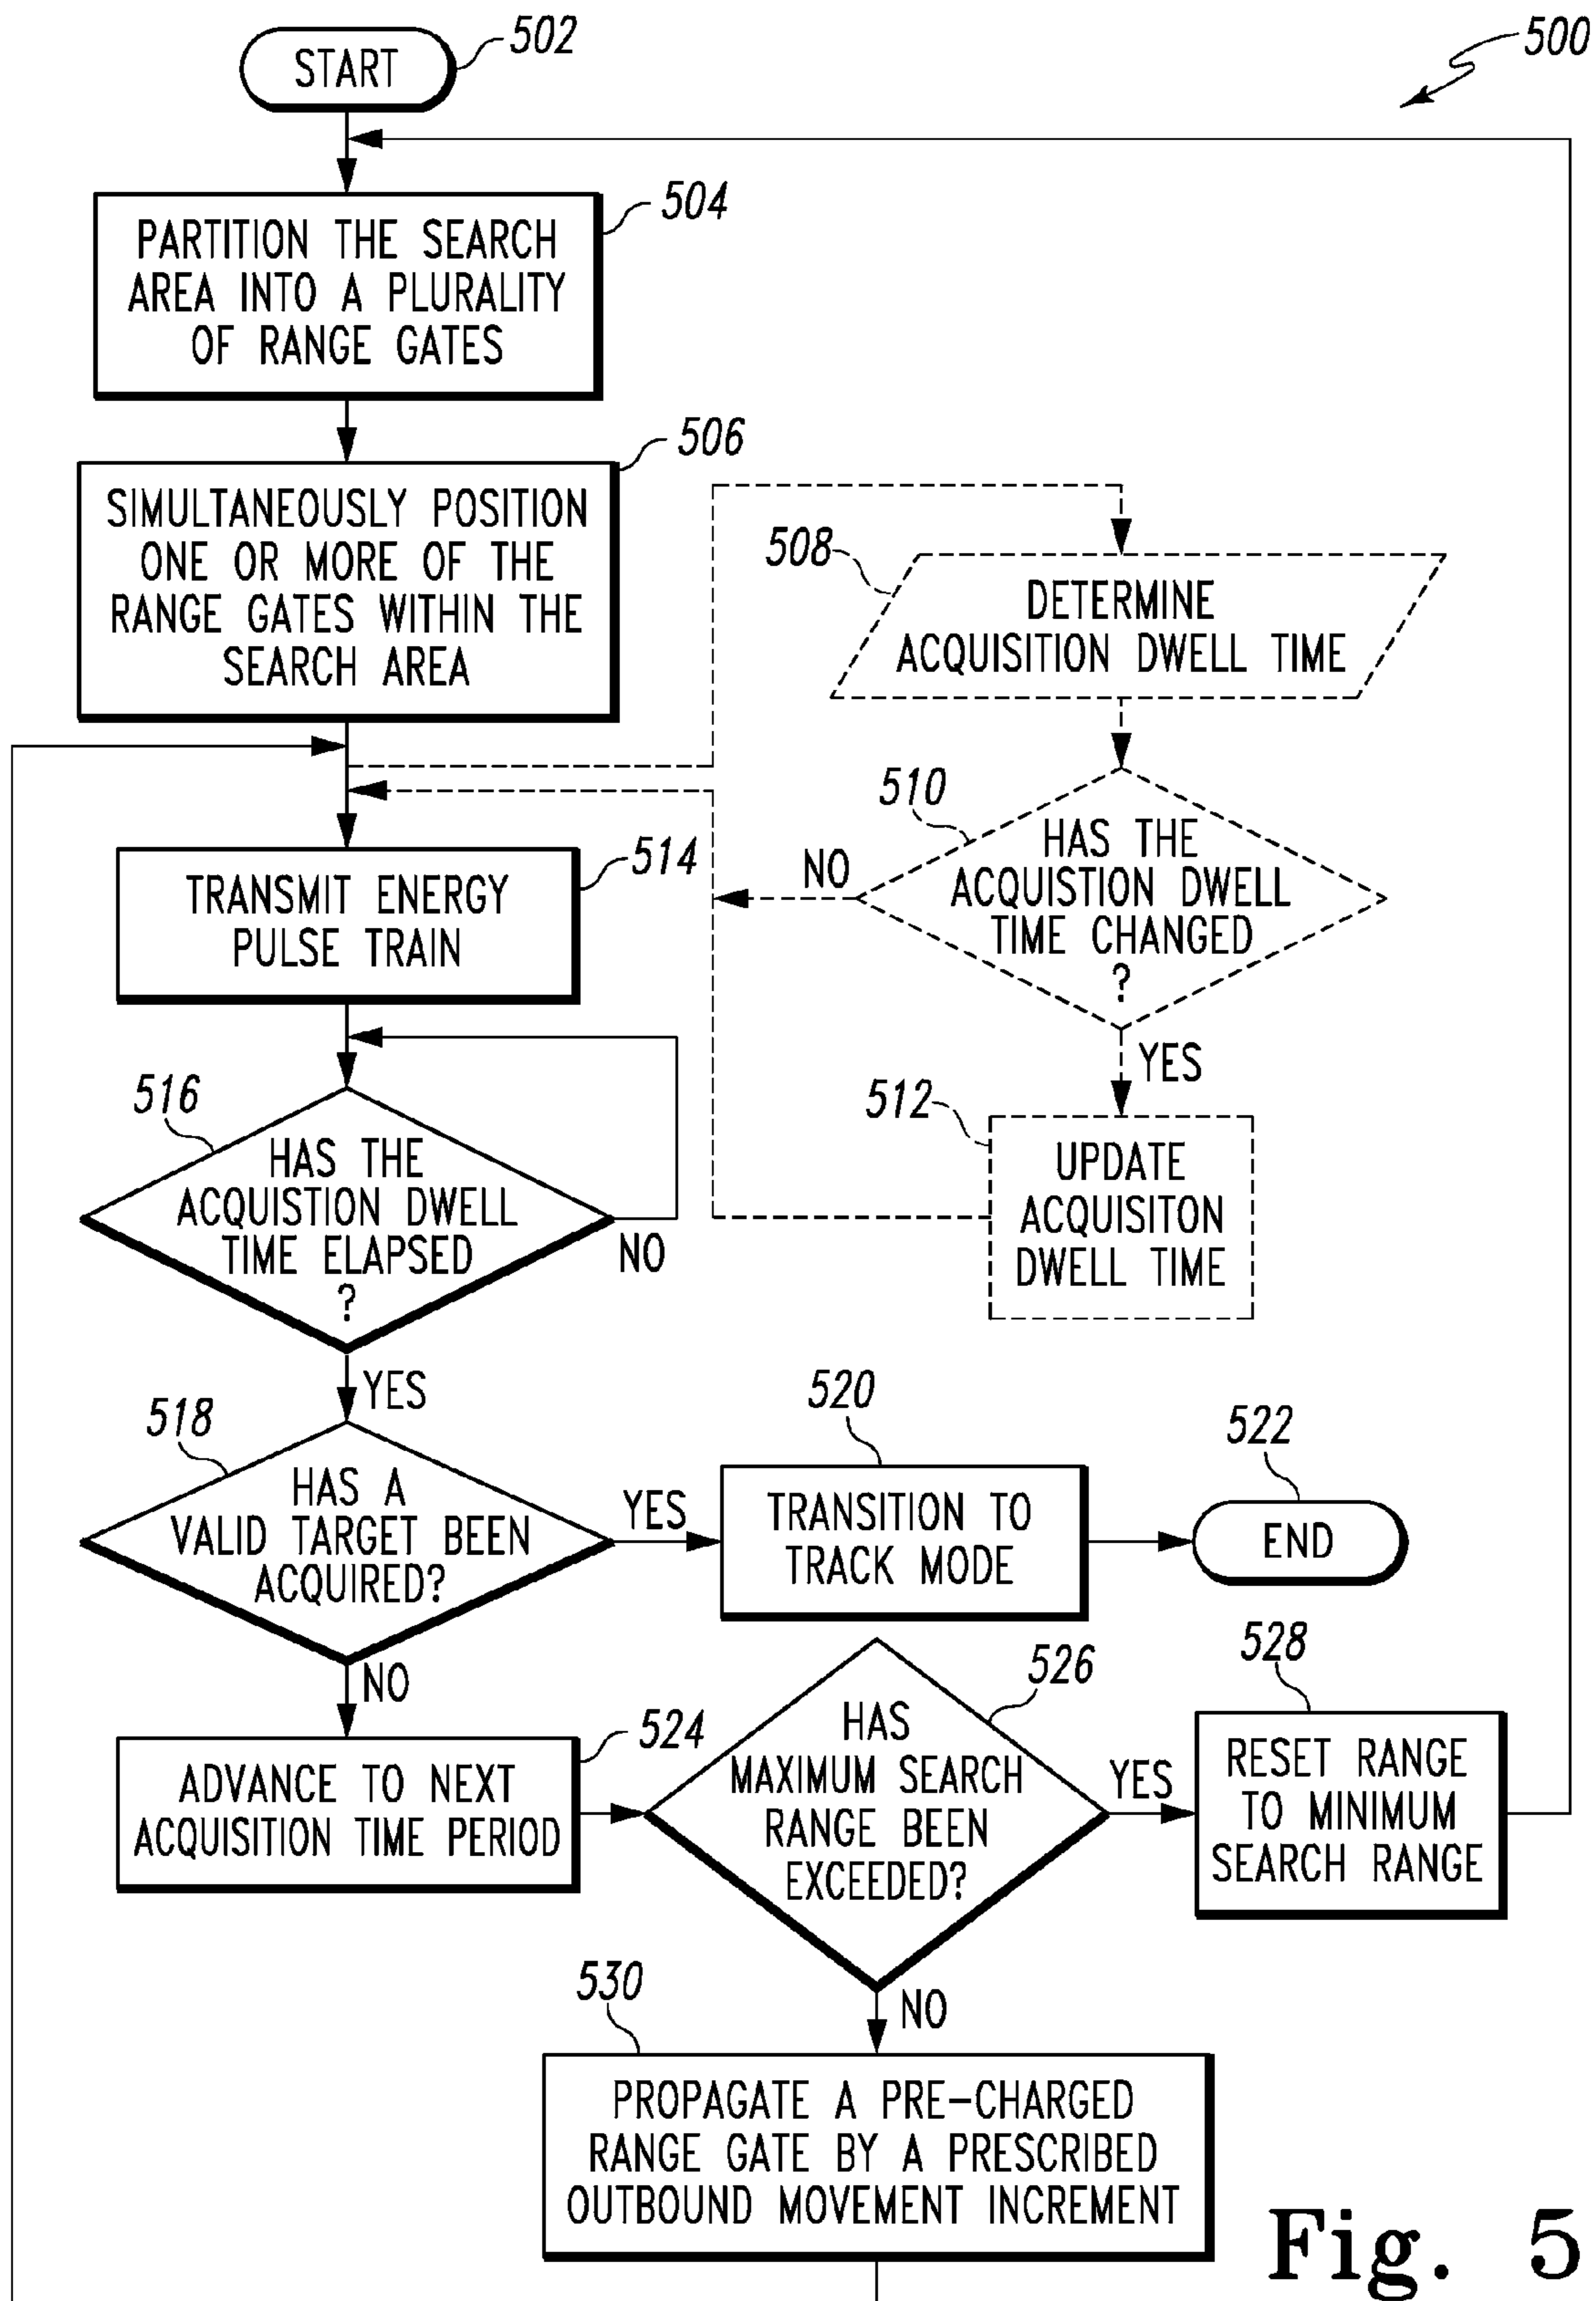 START
502
500
PARTITION THE SEARCH
AREA INTO A PLURALITY
OF RANGE GATES
504
SIMULTANEOUSLY POSITION
ONE OR MORE OF THE
RANGE GATES WITHIN THE
SEARCH AREA
506
508
DETERMINE
ACQUISITION DWELL TIME
510
HAS THE
ACQUISTION DWELL
TIME CHANGED
?
NO
YES
512
UPDATE
ACQUISITON
DWELL TIME
TRANSMIT ENERGY
PULSE TRAIN
514
516
HAS THE
ACQUISTION DWELL
TIME ELAPSED
?
NO
YES
518
HAS A
VALID TARGET BEEN
ACQUIRED?
YES
NO
520
TRANSITION TO
TRACK MODE
522
END
524
ADVANCE TO NEXT
ACQUISITION TIME PERIOD
526
HAS
MAXIMUM SEARCH
RANGE BEEN
EXCEEDED?
YES
NO
528
RESET RANGE
TO MINIMUM
SEARCH RANGE
530
PROPAGATE A PRE-CHARGED
RANGE GATE BY A PRESCRIBED
OUTBOUND MOVEMENT INCREMENT
Fig. 5